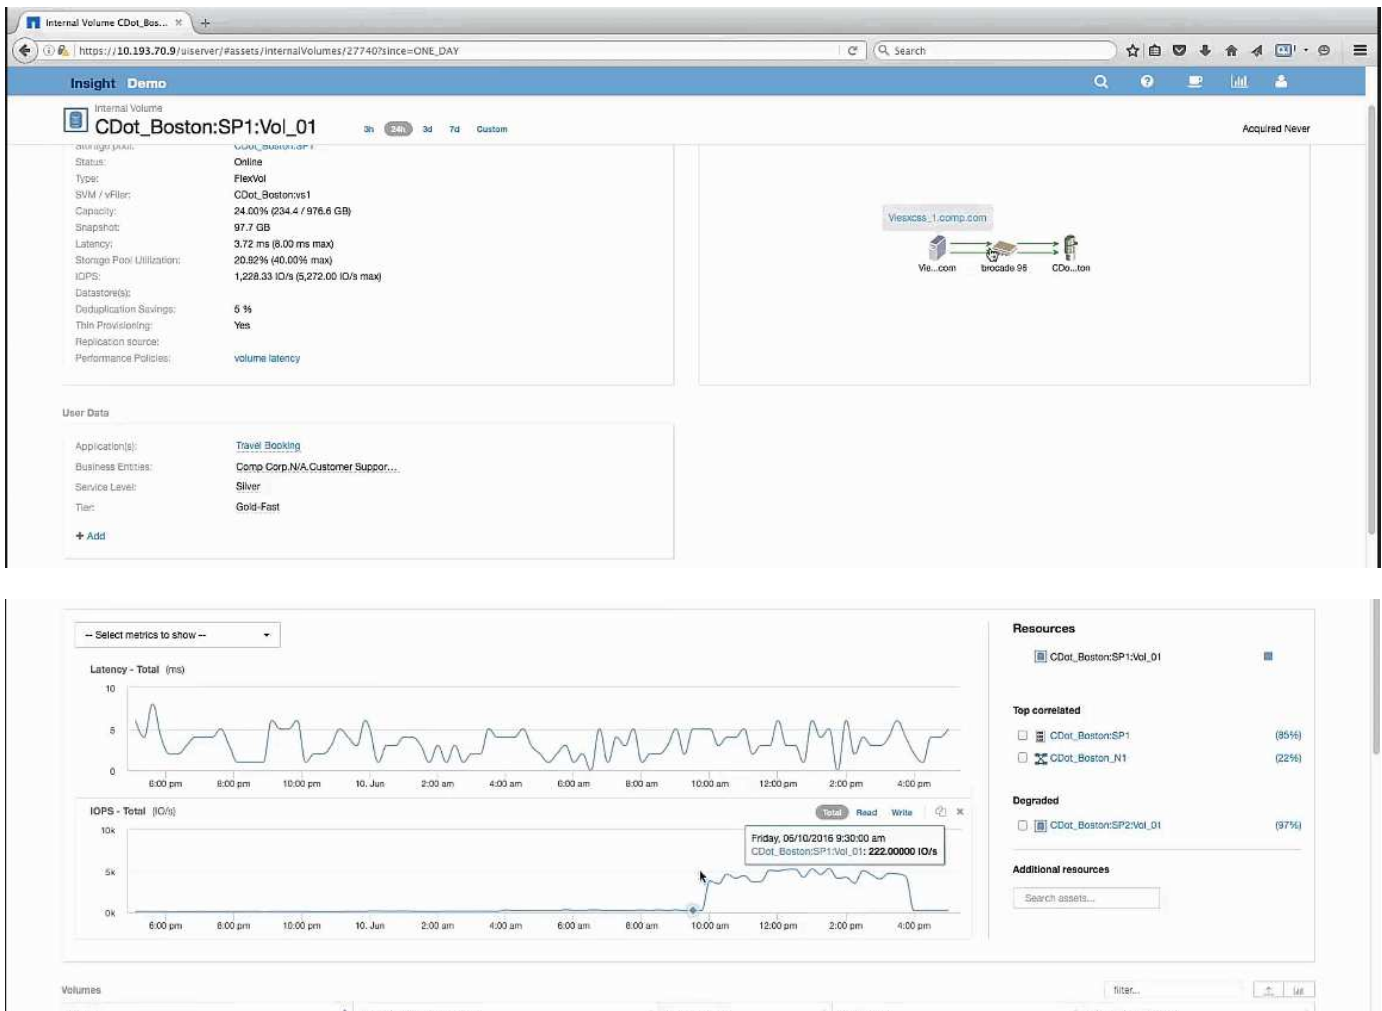 Internal Volume CDot_Bos... × +
https://10.193.70.9/uiserver/#assets/internalVolumes/27740?since=ONE_DAY
Search
Insight Demo
Internal Volume
CDot_Boston:SP1:Vol_01
3h 24h 3d 7d Custom
Acquired Never
Storage pool: CDot_Boston:SP1
Status: Online
Type: FlexVol
SVM / vFiler: CDot_Boston:vs1
Capacity: 24.00% (234.4 / 976.6 GB)
Snapshot: 97.7 GB
Latency: 3.72 ms (8.00 ms max)
Storage Pool Utilization: 20.92% (40.00% max)
IOPS: 1,228.33 IO/s (5,272.00 IO/s max)
Datastore(s):
Deduplication Savings: 5 %
Thin Provisioning: Yes
Replication source:
Performance Policies: volume latency
Viesxcss_1.comp.com
Vie...com brocade 96 CDo...ton
User Data
Application(s): Travel Booking
Business Entities: Comp Corp.N/A.Customer Suppor...
Service Level: Silver
Tier: Gold-Fast
+ Add
-- Select metrics to show --
Latency - Total (ms)
10
5
0
6:00 pm 8:00 pm 10:00 pm 10. Jun 2:00 am 4:00 am 6:00 am 8:00 am 10:00 am 12:00 pm 2:00 pm 4:00 pm
IOPS - Total (IO/s)
Total Read Write
10k
5k
0k
Friday, 06/10/2016 9:30:00 am
CDot_Boston:SP1:Vol_01: 222.00000 IO/s
6:00 pm 8:00 pm 10:00 pm 10. Jun 2:00 am 4:00 am 6:00 am 8:00 am 10:00 am 12:00 pm 2:00 pm 4:00 pm
Resources
CDot_Boston:SP1:Vol_01
Top correlated
CDot_Boston:SP1 (85%)
CDot_Boston_N1 (22%)
Degraded
CDot_Boston:SP2:Vol_01 (97%)
Additional resources
Search assets...
Volumes
filter...